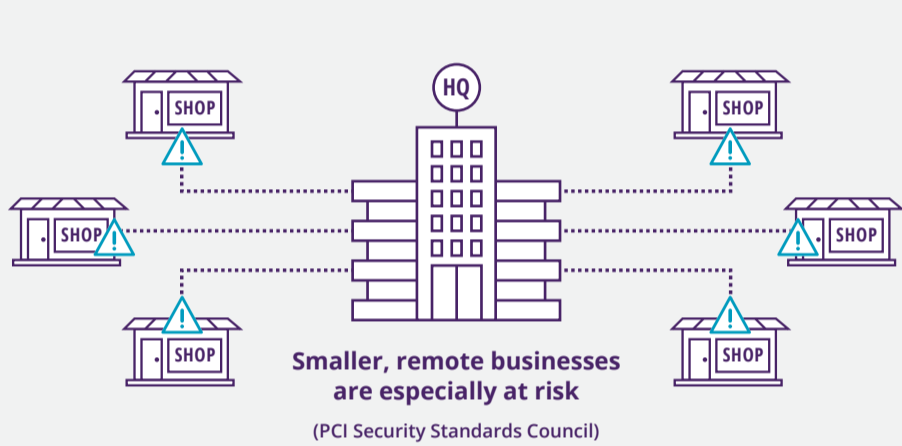 HQ
SHOP
SHOP
SHOP
SHOP
SHOP
SHOP
Smaller, remote businesses
are especially at risk
(PCI Security Standards Council)